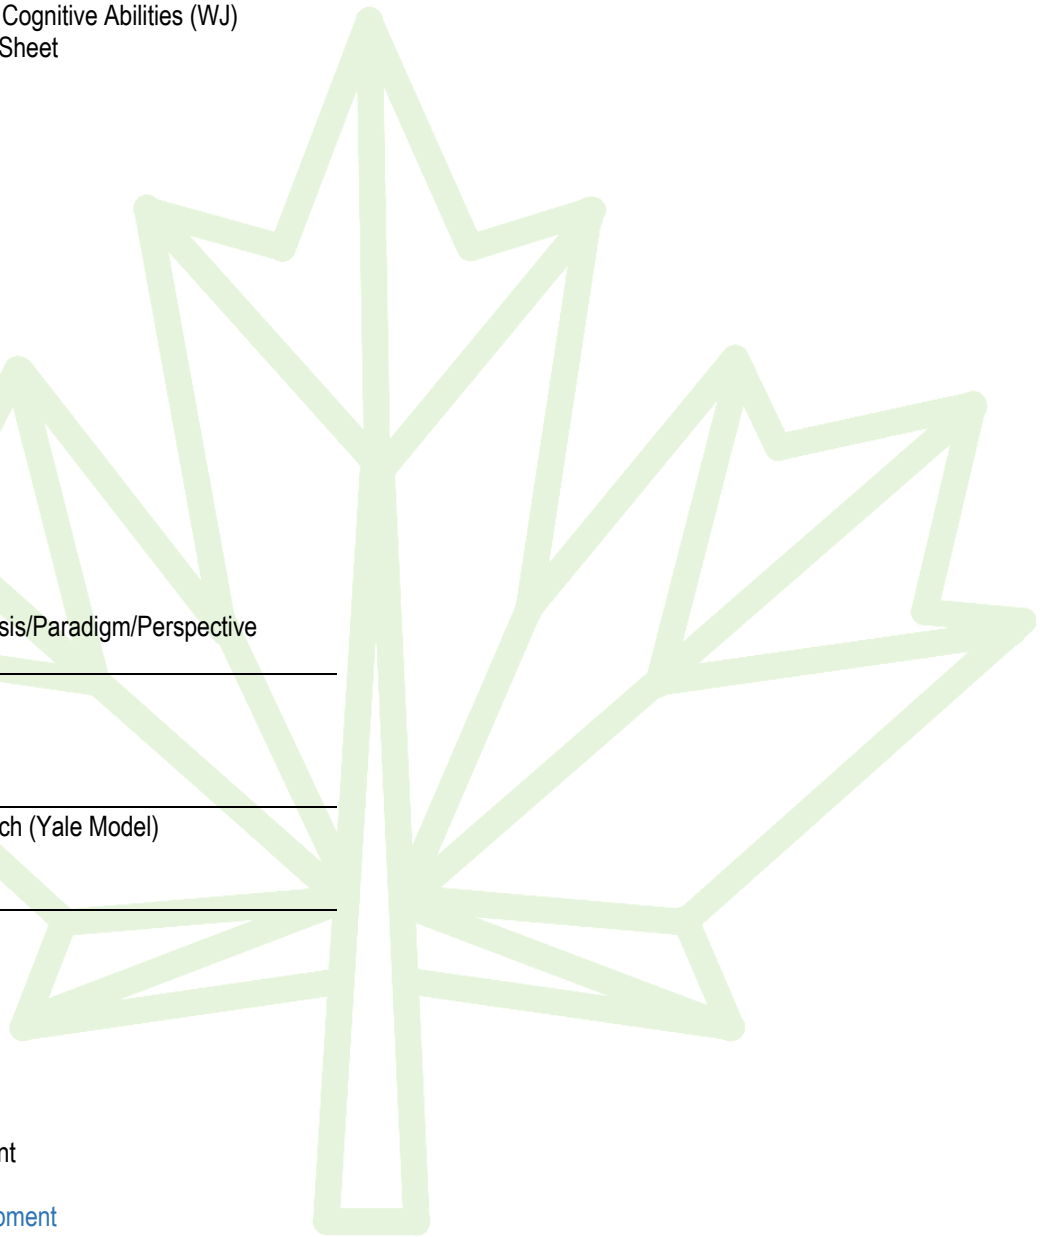 Cognitive Abilities (WJ)
Sheet
sis/Paradigm/Perspective
ch (Yale Model)
nt
oment